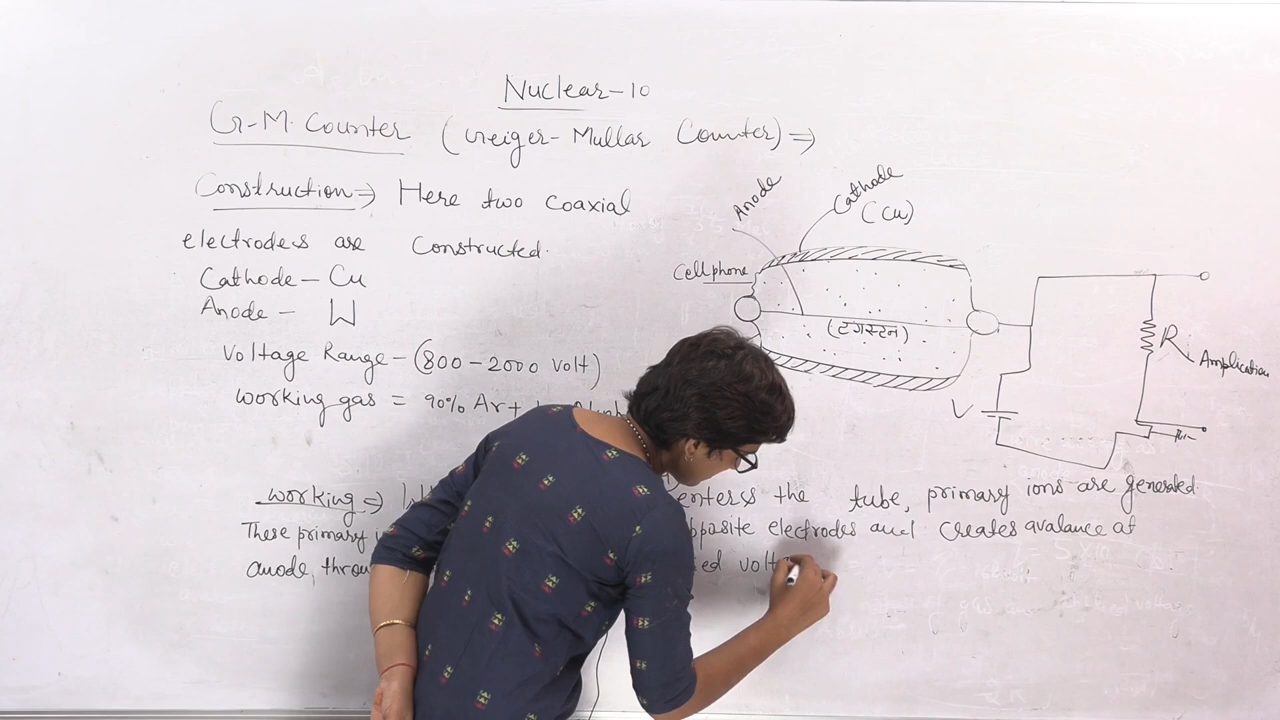 Nuclear-10
G-M. Counter (Geiger-Mullar Counter) ⇒
Construction ⇒ Here two coaxial
electrodes are constructed.
Cathode - Cu
Anode - W
Voltage Range - (800-2000 volt)
working gas = 90% Ar +
Anode
Cathode
(Cu)
Cellphone
(टंगस्टन)
R
Amplication
V
working ⇒ enters the tube, primary ions are generated
These primary opposite electrodes and creates avalance at
anode, volt